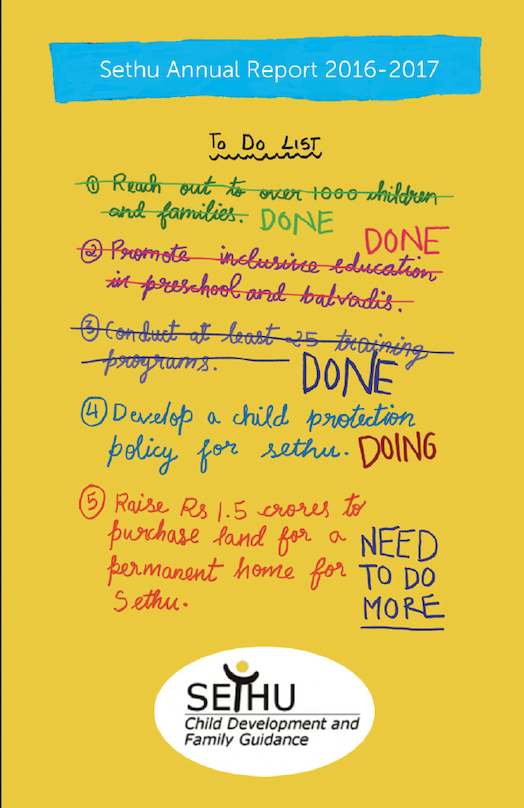 Sethu Annual Report 2016-2017
To Do List
① Reach out to over 1000 children
and families. DONE
DONE
② Promote inclusive education
in preschool and balvadis.
③ Conduct at least 25 training
programs. DONE
④ Develop a child protection
policy for sethu. DOING
⑤ Raise Rs 1.5 crores to
purchase land for a
permanent home for
Sethu.
NEED
TO DO
MORE
SETHU
Child Development and
Family Guidance